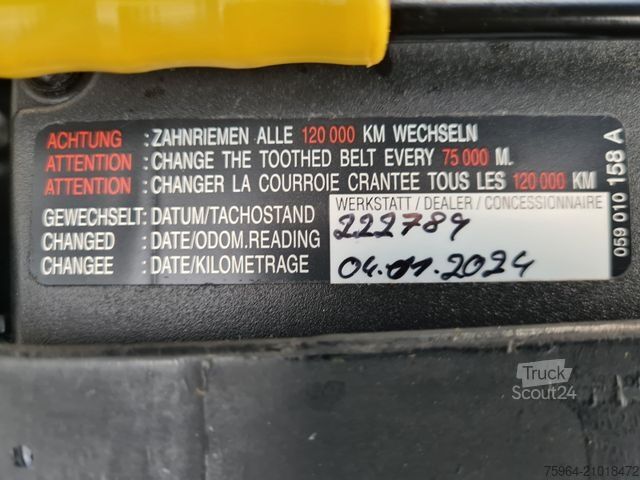 ACHTUNG : ZAHNRIEMEN ALLE 120 000 KM WECHSELN
ATTENTION : CHANGE THE TOOTHED BELT EVERY 75 000 M.
ATTENTION : CHANGER LA COURROIE CRANTEE TOUS LES 120 000 KM
WERKSTATT / DEALER / CONCESSIONNAIRE
GEWECHSELT: DATUM/TACHOSTAND 222789
CHANGED : DATE/ODOM.READING
CHANGEE : DATE/KILOMETRAGE 04.01.2024
059 010 158 A
Truck
Scout24
75964-21018472